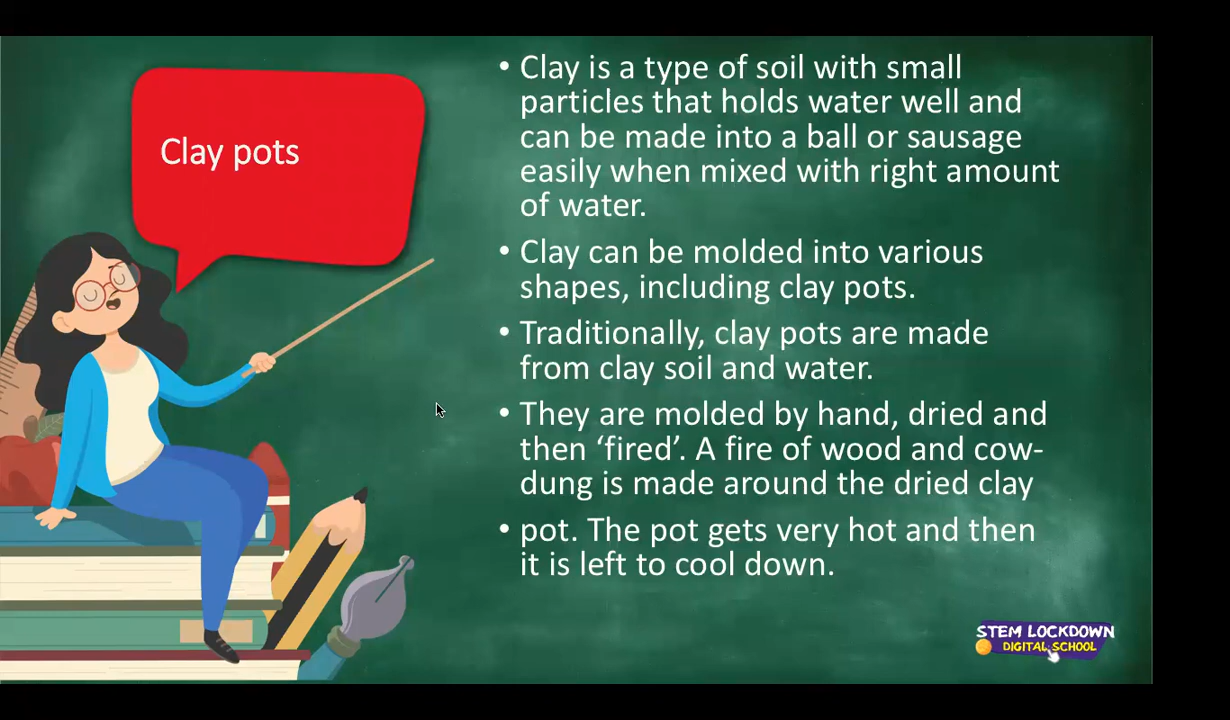 Clay pots
• Clay is a type of soil with small
particles that holds water well and
can be made into a ball or sausage
easily when mixed with right amount
of water.
• Clay can be molded into various
shapes, including clay pots.
• Traditionally, clay pots are made
from clay soil and water.
• They are molded by hand, dried and
then ‘fired’. A fire of wood and cow-
dung is made around the dried clay
• pot. The pot gets very hot and then
it is left to cool down.
STEM LOCKDOWN
DIGITAL SCHOOL